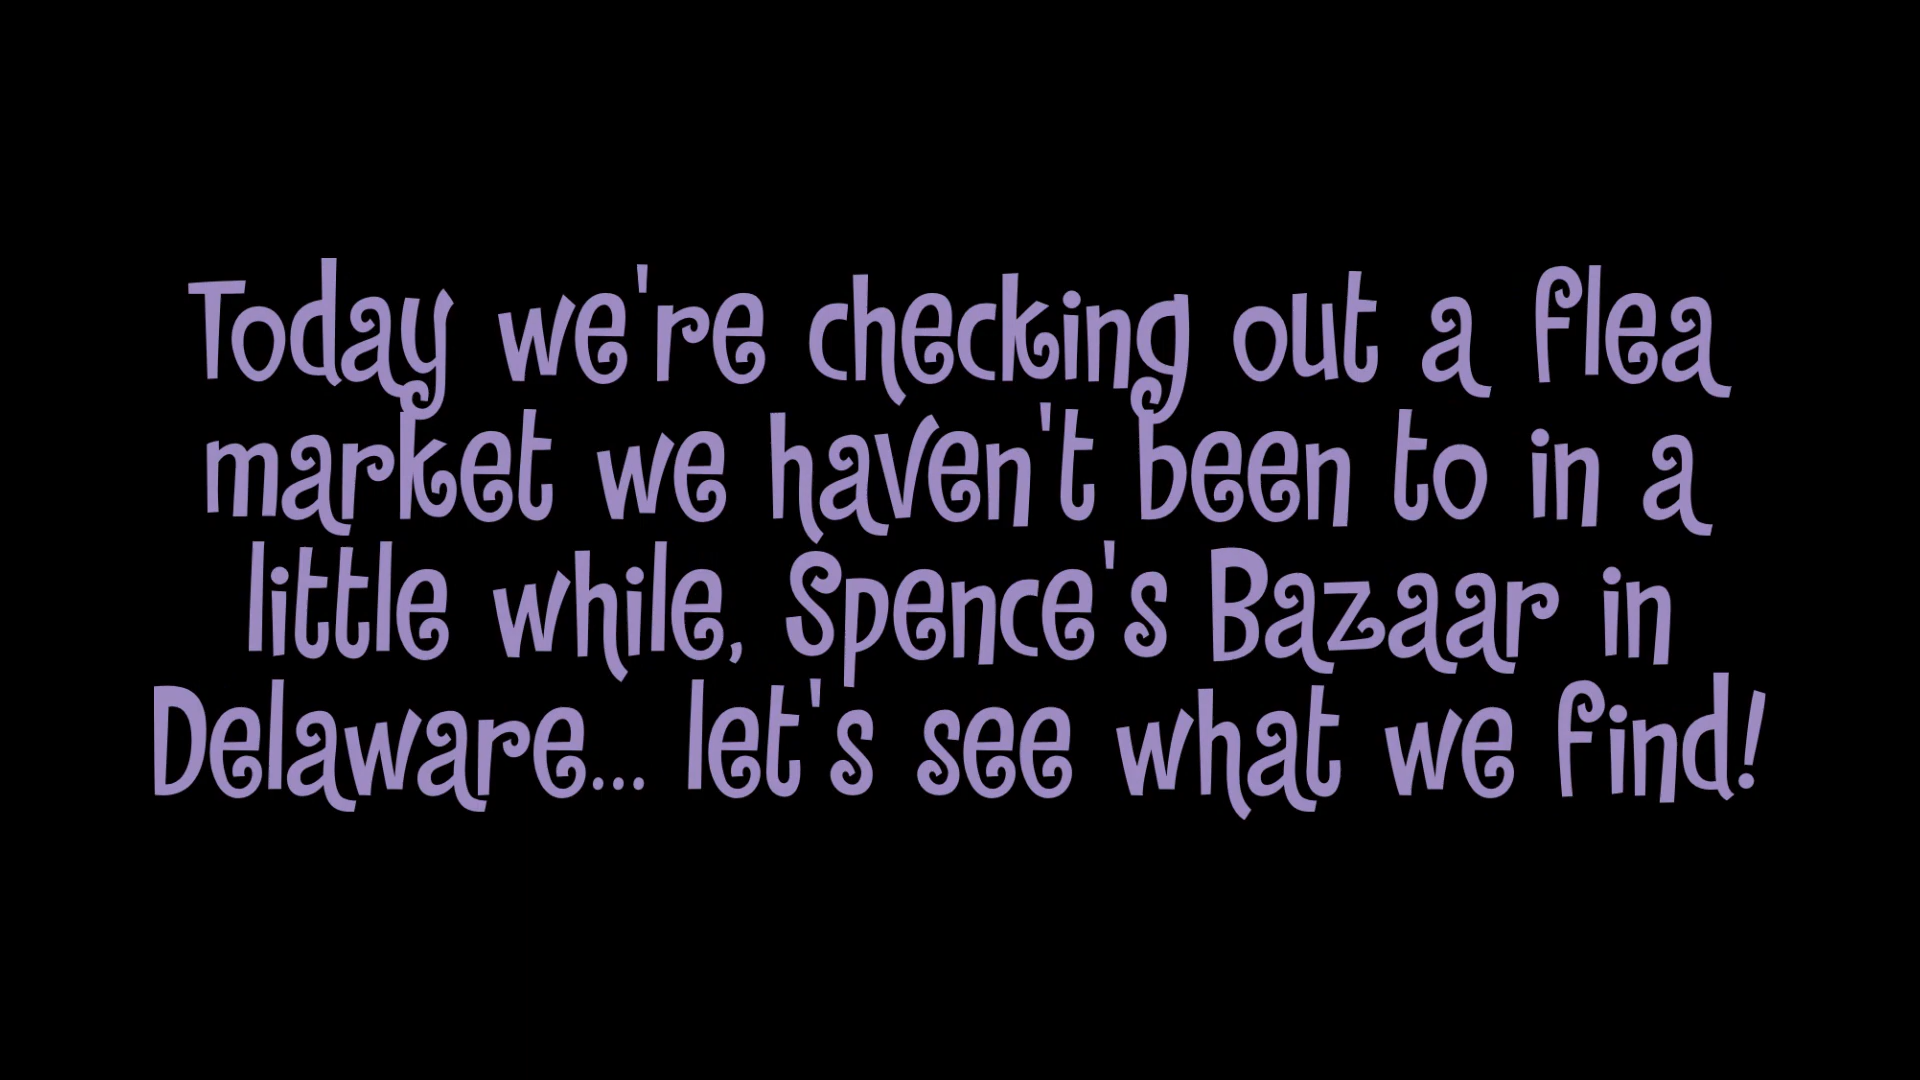 Today we're checking out a flea
market we haven't been to in a
little while, Spence's Bazaar in
Delaware... let's see what we find!